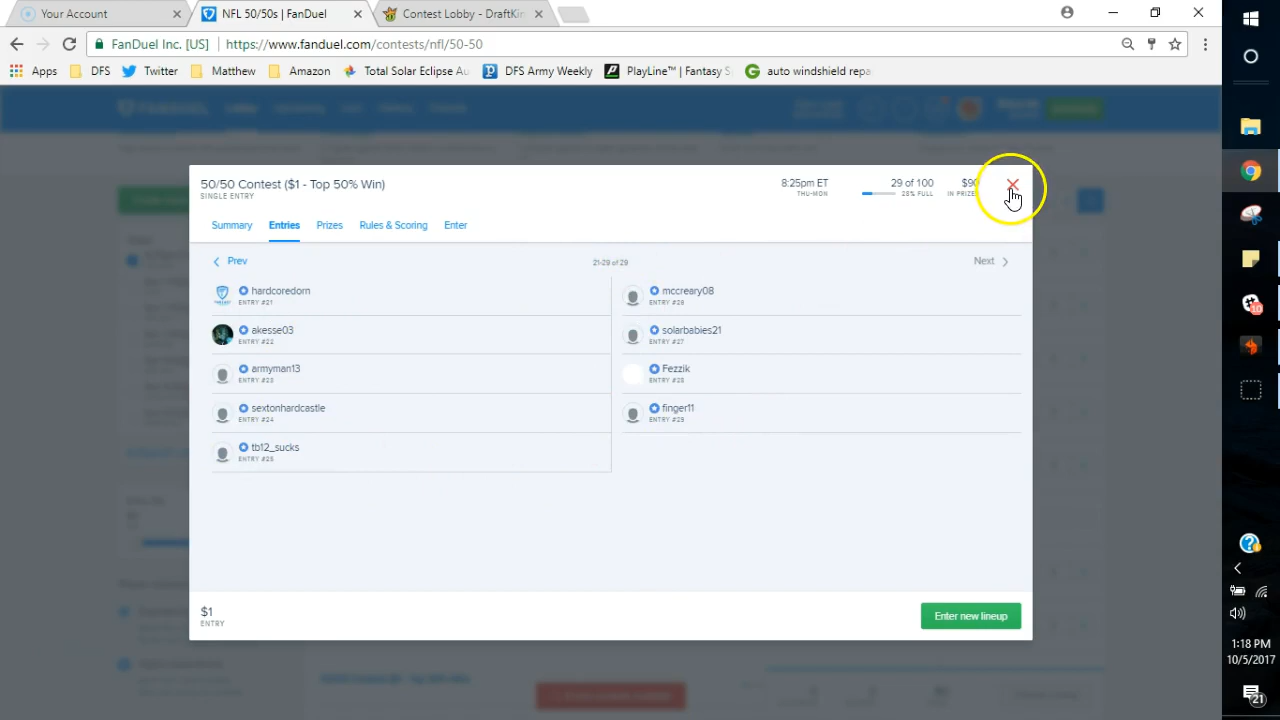 Your Account
NFL 50/50s | FanDuel
Contest Lobby - DraftKin
FanDuel Inc. [US]
https://www.fanduel.com/contests/nfl/50-50
Apps
DFS
Twitter
Matthew
Amazon
Total Solar Eclipse Au
DFS Army Weekly
PlayLine™ | Fantasy S
auto windshield repa
50/50 Contest ($1 - Top 50% Win)
SINGLE ENTRY
8:25pm ET
THU-MON
29 of 100
$90
IN PRIZE
Summary
Entries
Prizes
Rules & Scoring
Enter
Prev
21-29 of 29
Next
hardcoredorn
ENTRY #21
mccreary08
ENTRY #26
akesse03
ENTRY #22
solarbabies21
ENTRY #27
armyman13
ENTRY #23
Fezzik
ENTRY #28
sextonhardcastle
ENTRY #24
finger11
ENTRY #29
tb12_sucks
ENTRY #25
$1
ENTRY
Enter new lineup
10
1:18 PM
10/5/2017
21